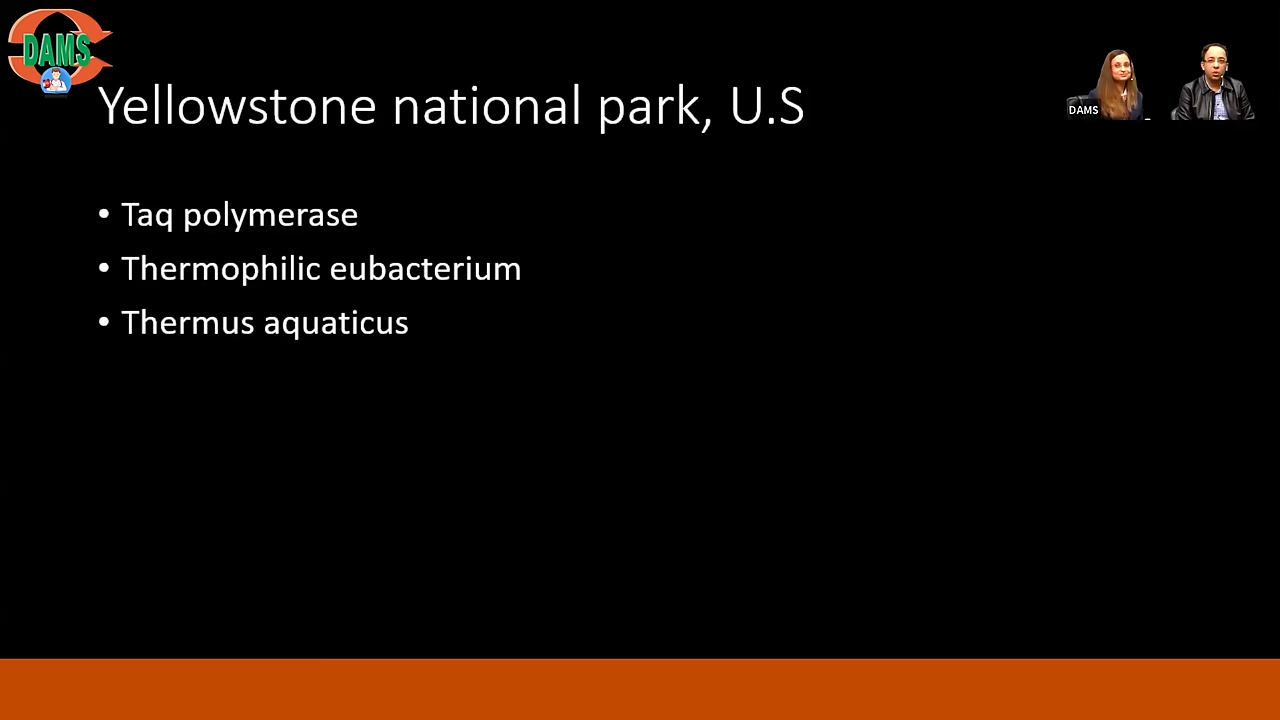 DAMS
DAMS
Yellowstone national park, U.S
• Taq polymerase
• Thermophilic eubacterium
• Thermus aquaticus